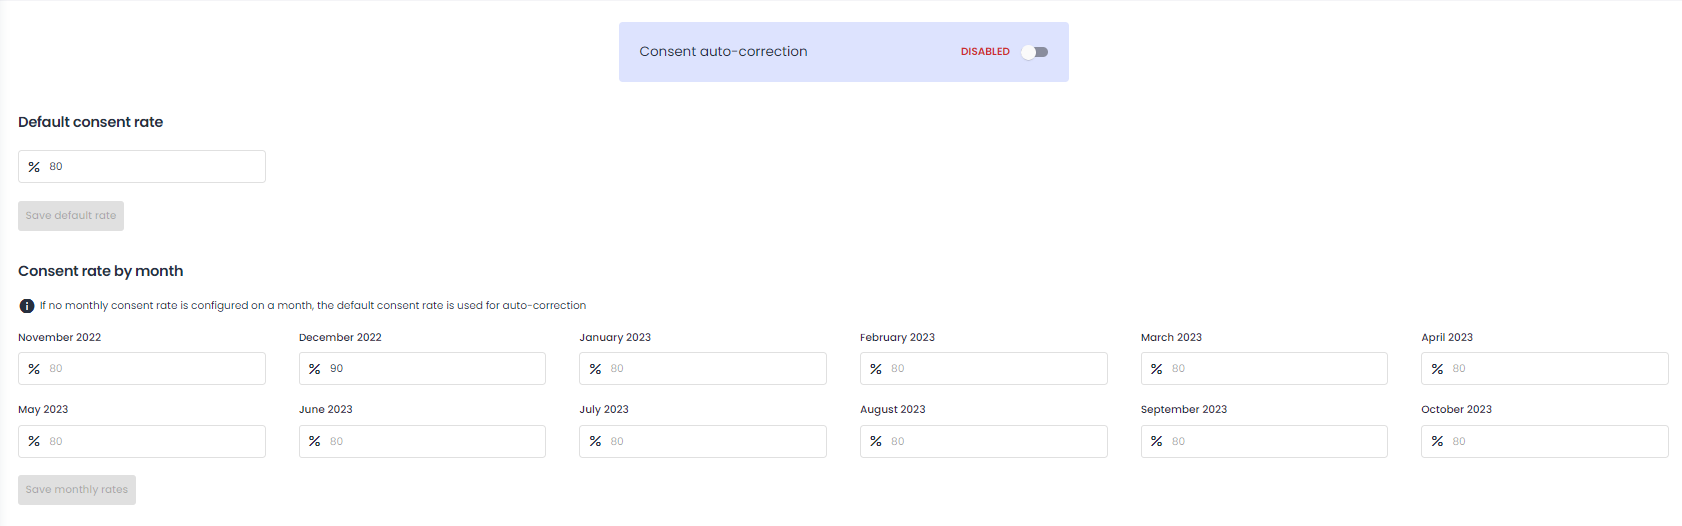 Consent auto-correction DISABLED
Default consent rate
% 80
Save default rate
Consent rate by month
If no monthly consent rate is configured on a month, the default consent rate is used for auto-correction
November 2022 December 2022 January 2023 February 2023 March 2023 April 2023
% 80 % 90 % 80 % 80 % 80 % 80
May 2023 June 2023 July 2023 August 2023 September 2023 October 2023
% 80 % 80 % 80 % 80 % 80 % 80
Save monthly rates